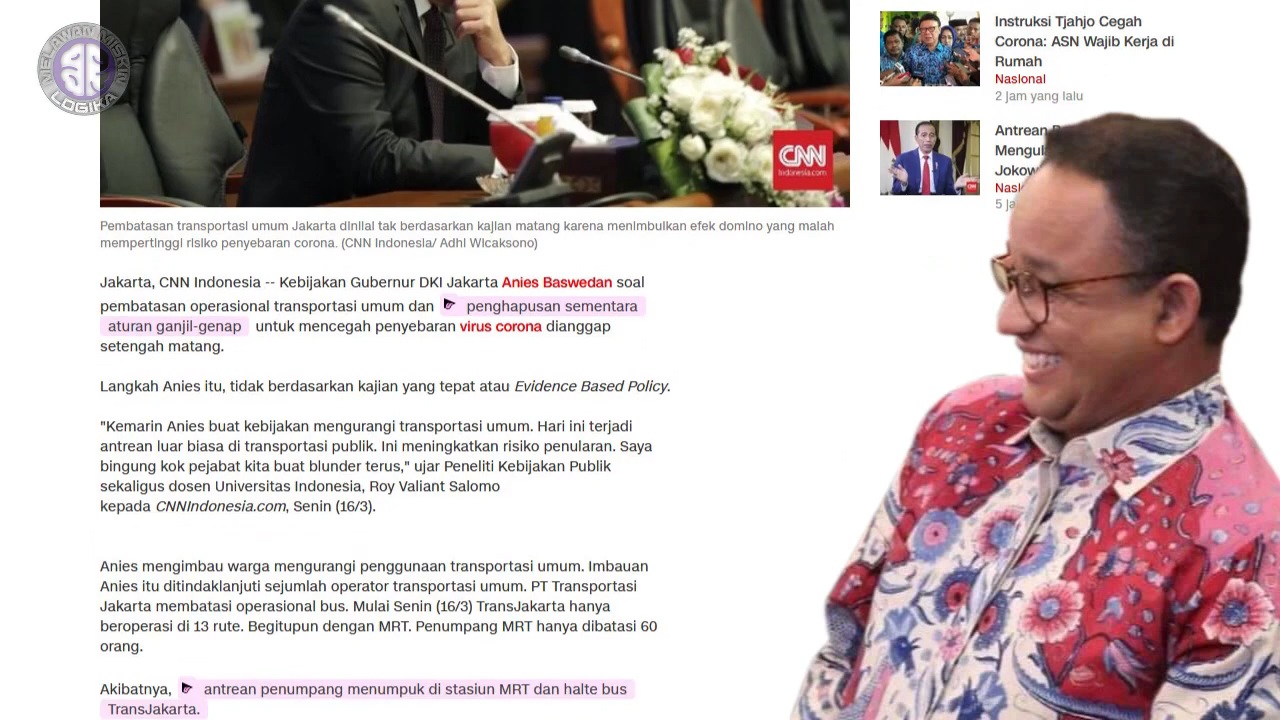 MELAWAN MISKIN
LOGIKA
CNN
Indonesia.com
Pembatasan transportasi umum Jakarta dinilai tak berdasarkan kajian matang karena menimbulkan efek domino yang malah
mempertinggi risiko penyebaran corona. (CNN Indonesia/ Adhi Wicaksono)
Jakarta, CNN Indonesia -- Kebijakan Gubernur DKI Jakarta Anies Baswedan soal
pembatasan operasional transportasi umum dan penghapusan sementara
aturan ganjil-genap untuk mencegah penyebaran virus corona dianggap
setengah matang.
Langkah Anies itu, tidak berdasarkan kajian yang tepat atau Evidence Based Policy.
"Kemarin Anies buat kebijakan mengurangi transportasi umum. Hari ini terjadi
antrean luar biasa di transportasi publik. Ini meningkatkan risiko penularan. Saya
bingung kok pejabat kita buat blunder terus," ujar Peneliti Kebijakan Publik
sekaligus dosen Universitas Indonesia, Roy Valiant Salomo
kepada CNNIndonesia.com, Senin (16/3).
Anies mengimbau warga mengurangi penggunaan transportasi umum. Imbauan
Anies itu ditindaklanjuti sejumlah operator transportasi umum. PT Transportasi
Jakarta membatasi operasional bus. Mulai Senin (16/3) TransJakarta hanya
beroperasi di 13 rute. Begitupun dengan MRT. Penumpang MRT hanya dibatasi 60
orang.
Akibatnya, antrean penumpang menumpuk di stasiun MRT dan halte bus
TransJakarta.
Instruksi Tjahjo Cegah
Corona: ASN Wajib Kerja di
Rumah
Nasional
2 jam yang lalu
Antrean